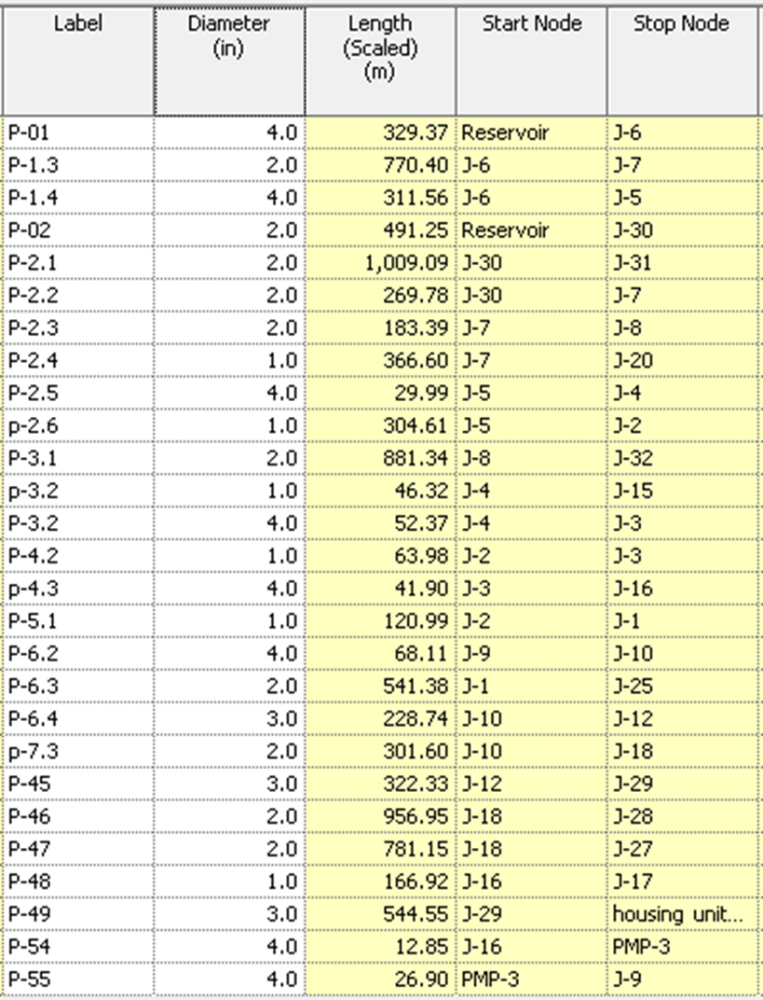 Label Diameter (in) Length (Scaled) (m) Start Node Stop Node
P-01 4.0 329.37 Reservoir J-6
P-1.3 2.0 770.40 J-6 J-7
P-1.4 4.0 311.56 J-6 J-5
P-02 2.0 491.25 Reservoir J-30
P-2.1 2.0 1,009.09 J-30 J-31
P-2.2 2.0 269.78 J-30 J-7
P-2.3 2.0 183.39 J-7 J-8
P-2.4 1.0 366.60 J-7 J-20
P-2.5 4.0 29.99 J-5 J-4
p-2.6 1.0 304.61 J-5 J-2
P-3.1 2.0 881.34 J-8 J-32
p-3.2 1.0 46.32 J-4 J-15
P-3.2 4.0 52.37 J-4 J-3
P-4.2 1.0 63.98 J-2 J-3
p-4.3 4.0 41.90 J-3 J-16
P-5.1 1.0 120.99 J-2 J-1
P-6.2 4.0 68.11 J-9 J-10
P-6.3 2.0 541.38 J-1 J-25
P-6.4 3.0 228.74 J-10 J-12
p-7.3 2.0 301.60 J-10 J-18
P-45 3.0 322.33 J-12 J-29
P-46 2.0 956.95 J-18 J-28
P-47 2.0 781.15 J-18 J-27
P-48 1.0 166.92 J-16 J-17
P-49 3.0 544.55 J-29 housing unit...
P-54 4.0 12.85 J-16 PMP-3
P-55 4.0 26.90 PMP-3 J-9